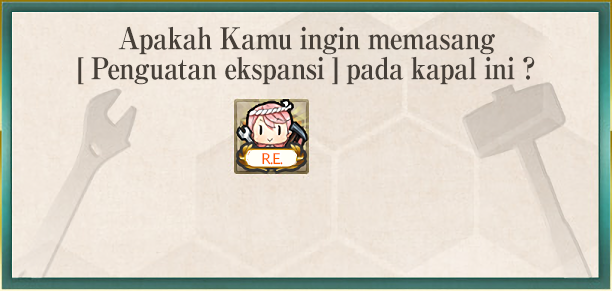 Apakah Kamu ingin memasang
[ Penguatan ekspansi ] pada kapal ini ?
R.E.